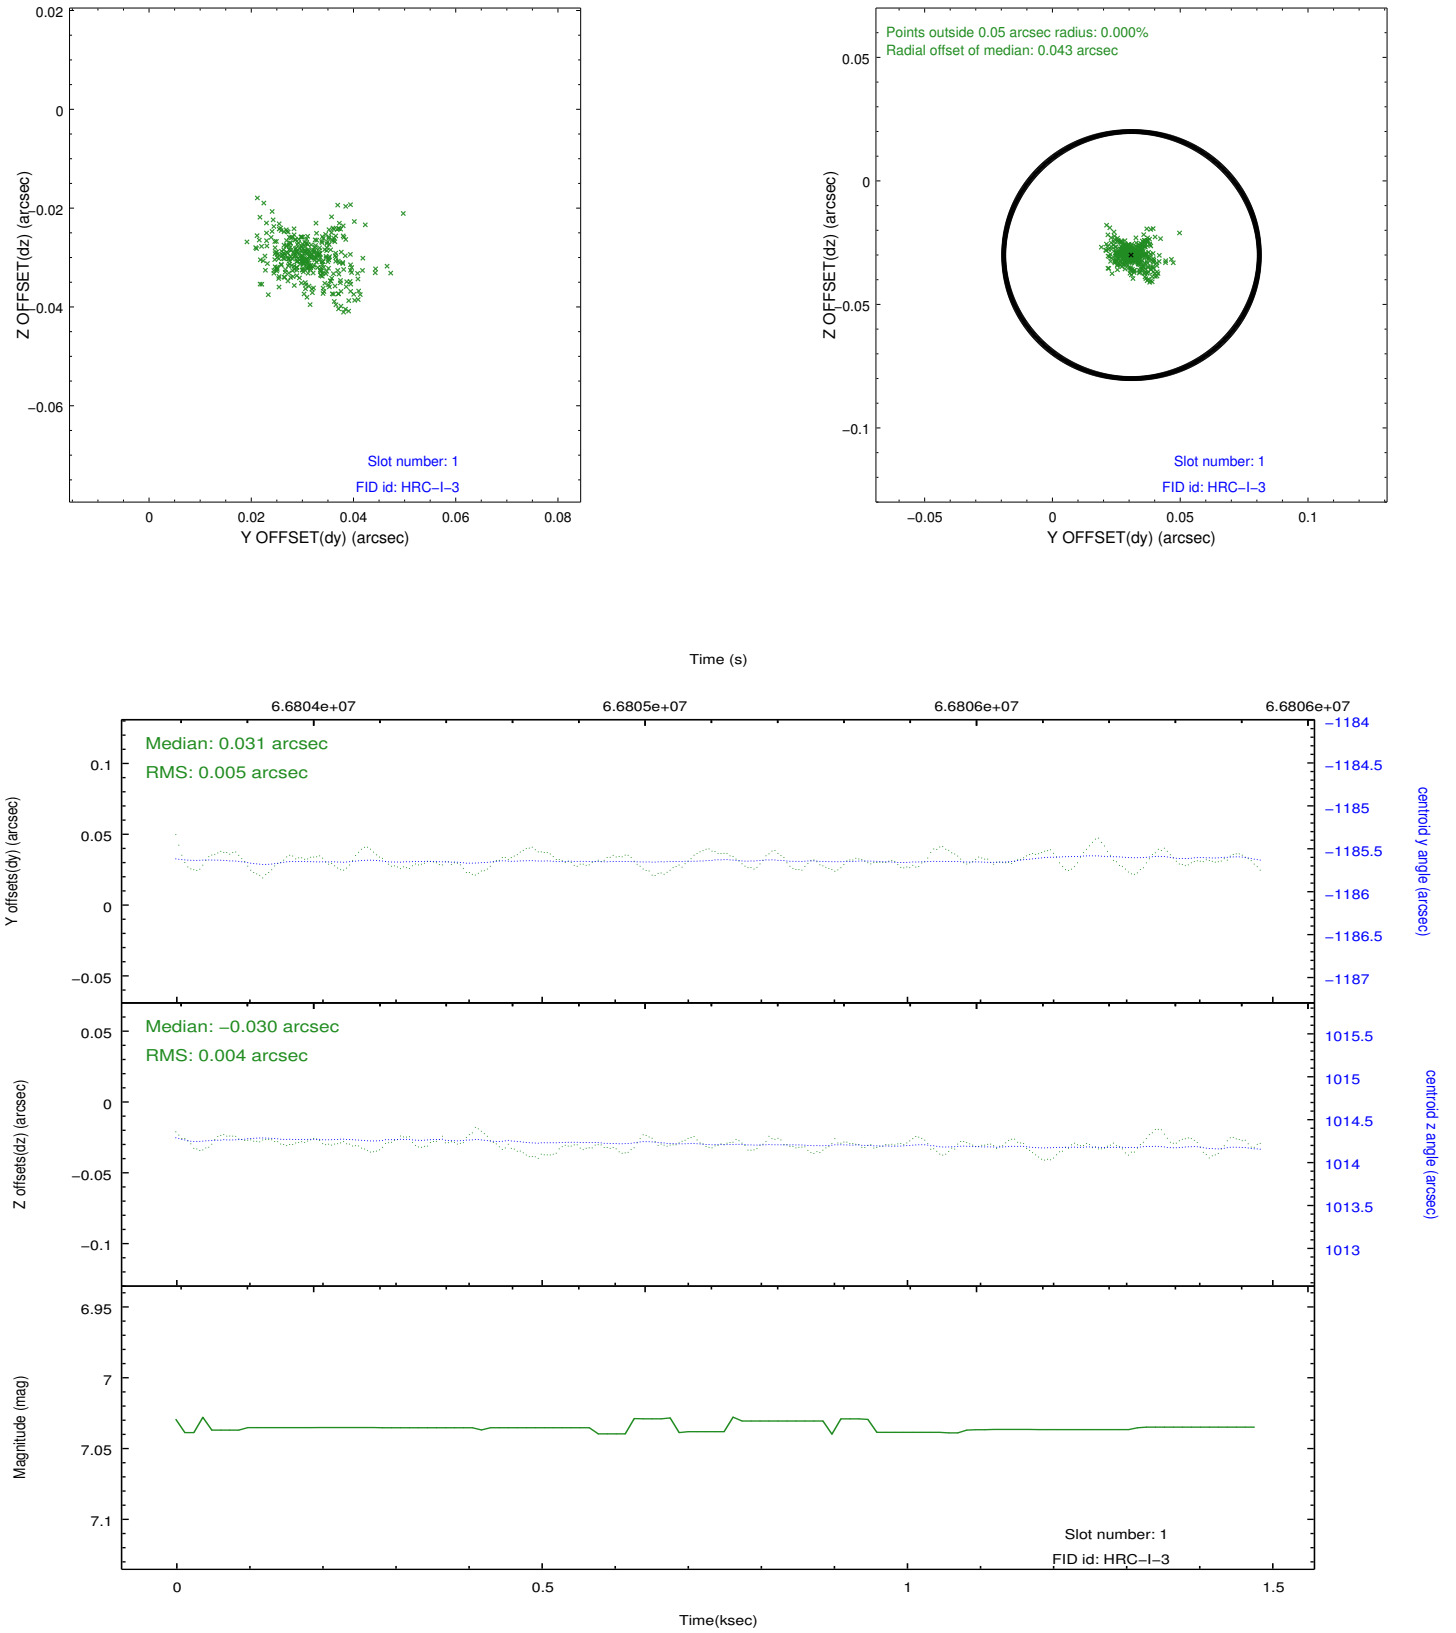 0.02
0
−0.02
−0.04
−0.06
Z OFFSET(dz) (arcsec)
Slot number: 1
FID id: HRC−I−3
0
0.02
0.04
0.06
0.08
Y OFFSET(dy) (arcsec)
Points outside 0.05 arcsec radius: 0.000%
Radial offset of median: 0.043 arcsec
0.05
0
−0.05
−0.1
Z OFFSET(dz) (arcsec)
Slot number: 1
FID id: HRC−I−3
−0.05
0
0.05
0.1
Y OFFSET(dy) (arcsec)
Time (s)
6.6804e+07
6.6805e+07
6.6806e+07
6.6806e+07
Median: 0.031 arcsec
RMS: 0.005 arcsec
0.1
0.05
0
−0.05
Y offsets(dy) (arcsec)
−1184
−1184.5
−1185
−1185.5
−1186
−1186.5
−1187
centroid y angle (arcsec)
Median: −0.030 arcsec
RMS: 0.004 arcsec
0.05
0
−0.05
−0.1
Z offsets(dz) (arcsec)
1015.5
1015
1014.5
1014
1013.5
1013
centroid z angle (arcsec)
6.95
7
7.05
7.1
Magnitude (mag)
Slot number: 1
FID id: HRC−I−3
0
0.5
1
1.5
Time(ksec)